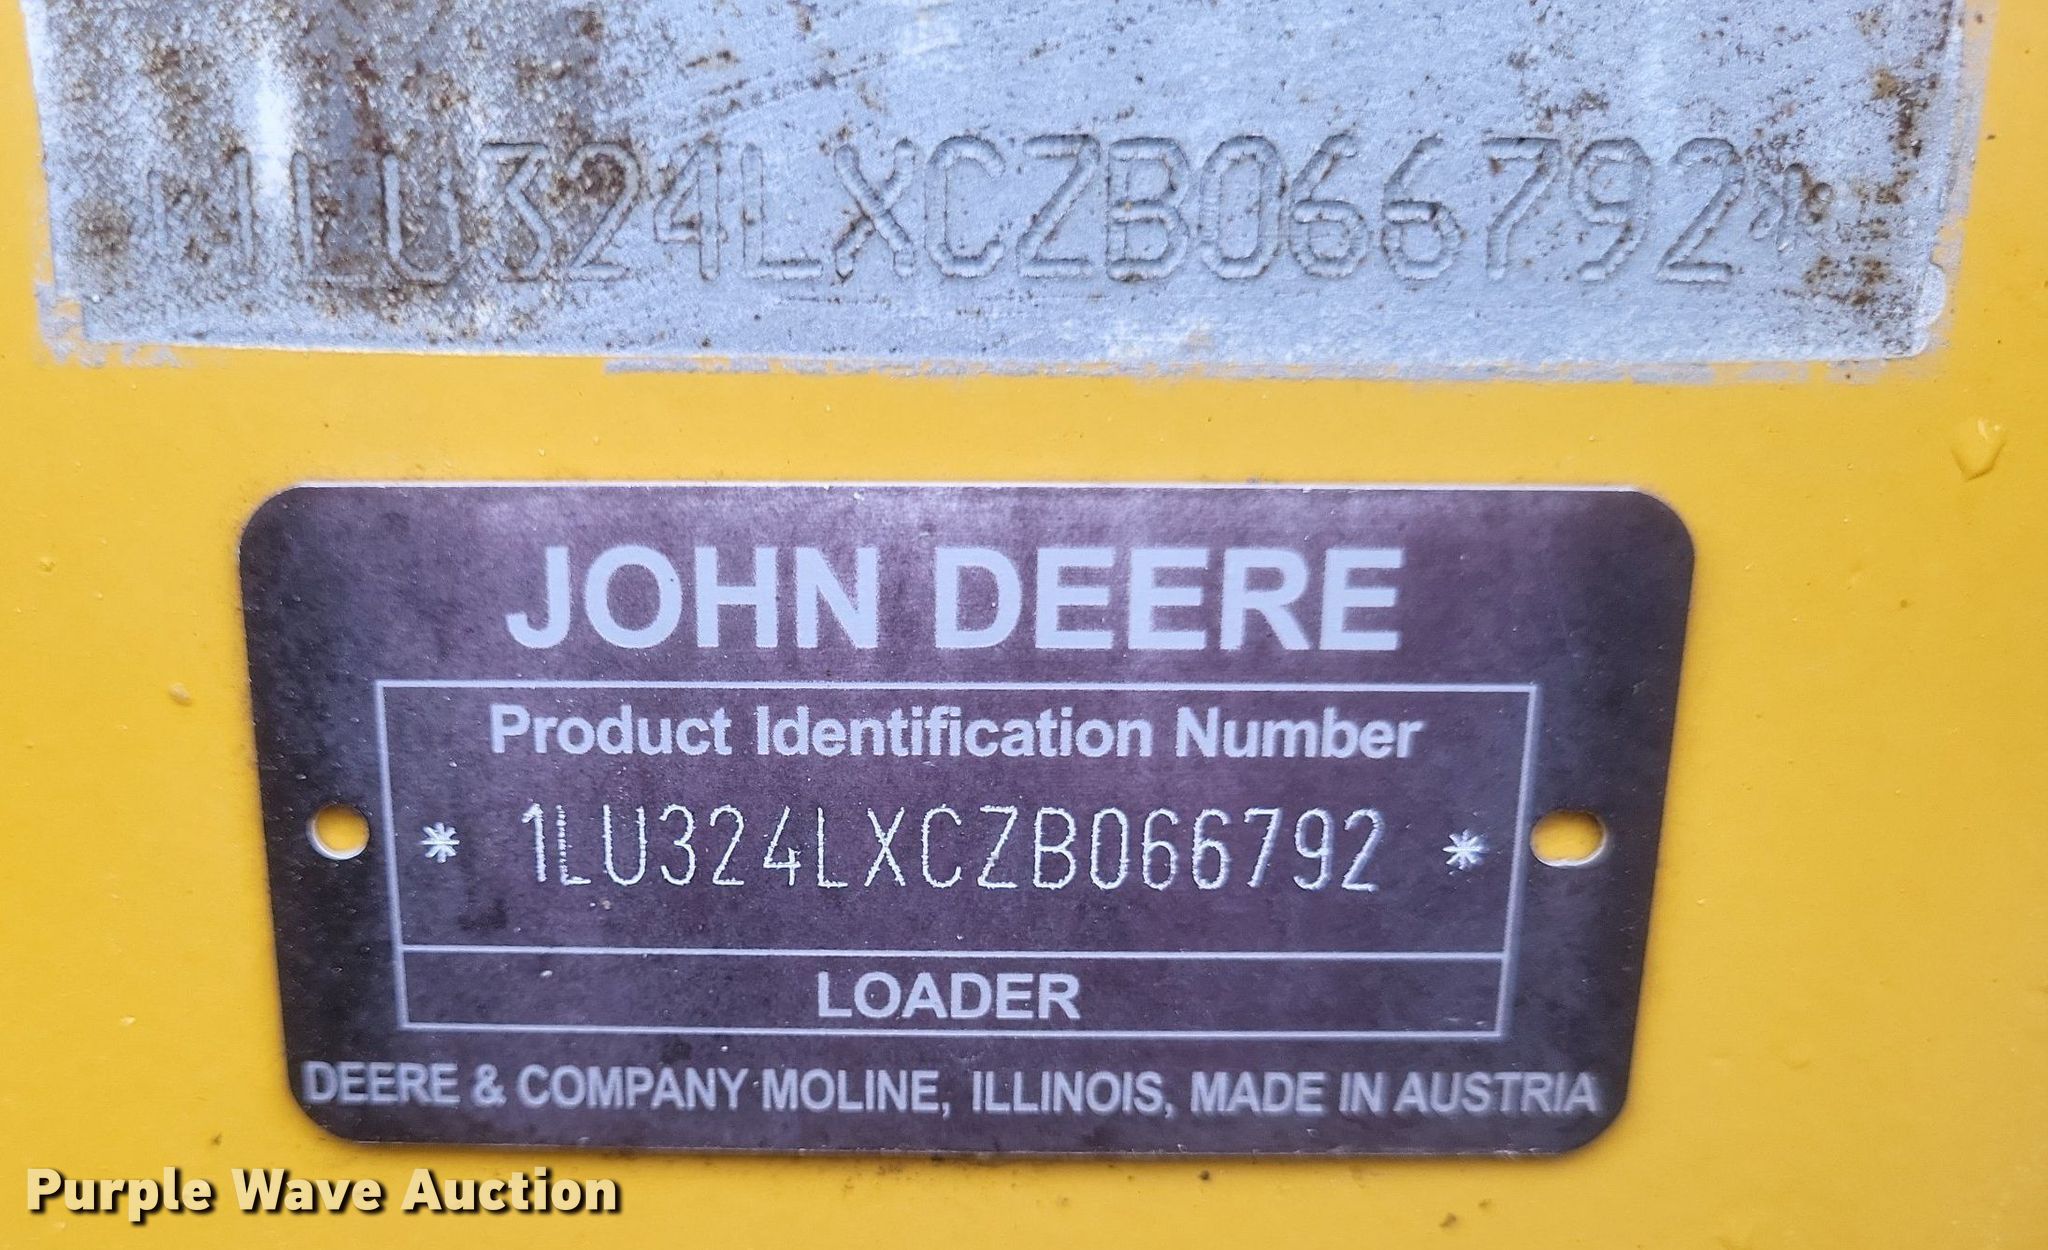 *1LU324LXCZB066792*
JOHN DEERE
Product Identification Number
* 1LU324LXCZB066792 *
LOADER
DEERE & COMPANY MOLINE, ILLINOIS, MADE IN AUSTRIA
Purple Wave Auction